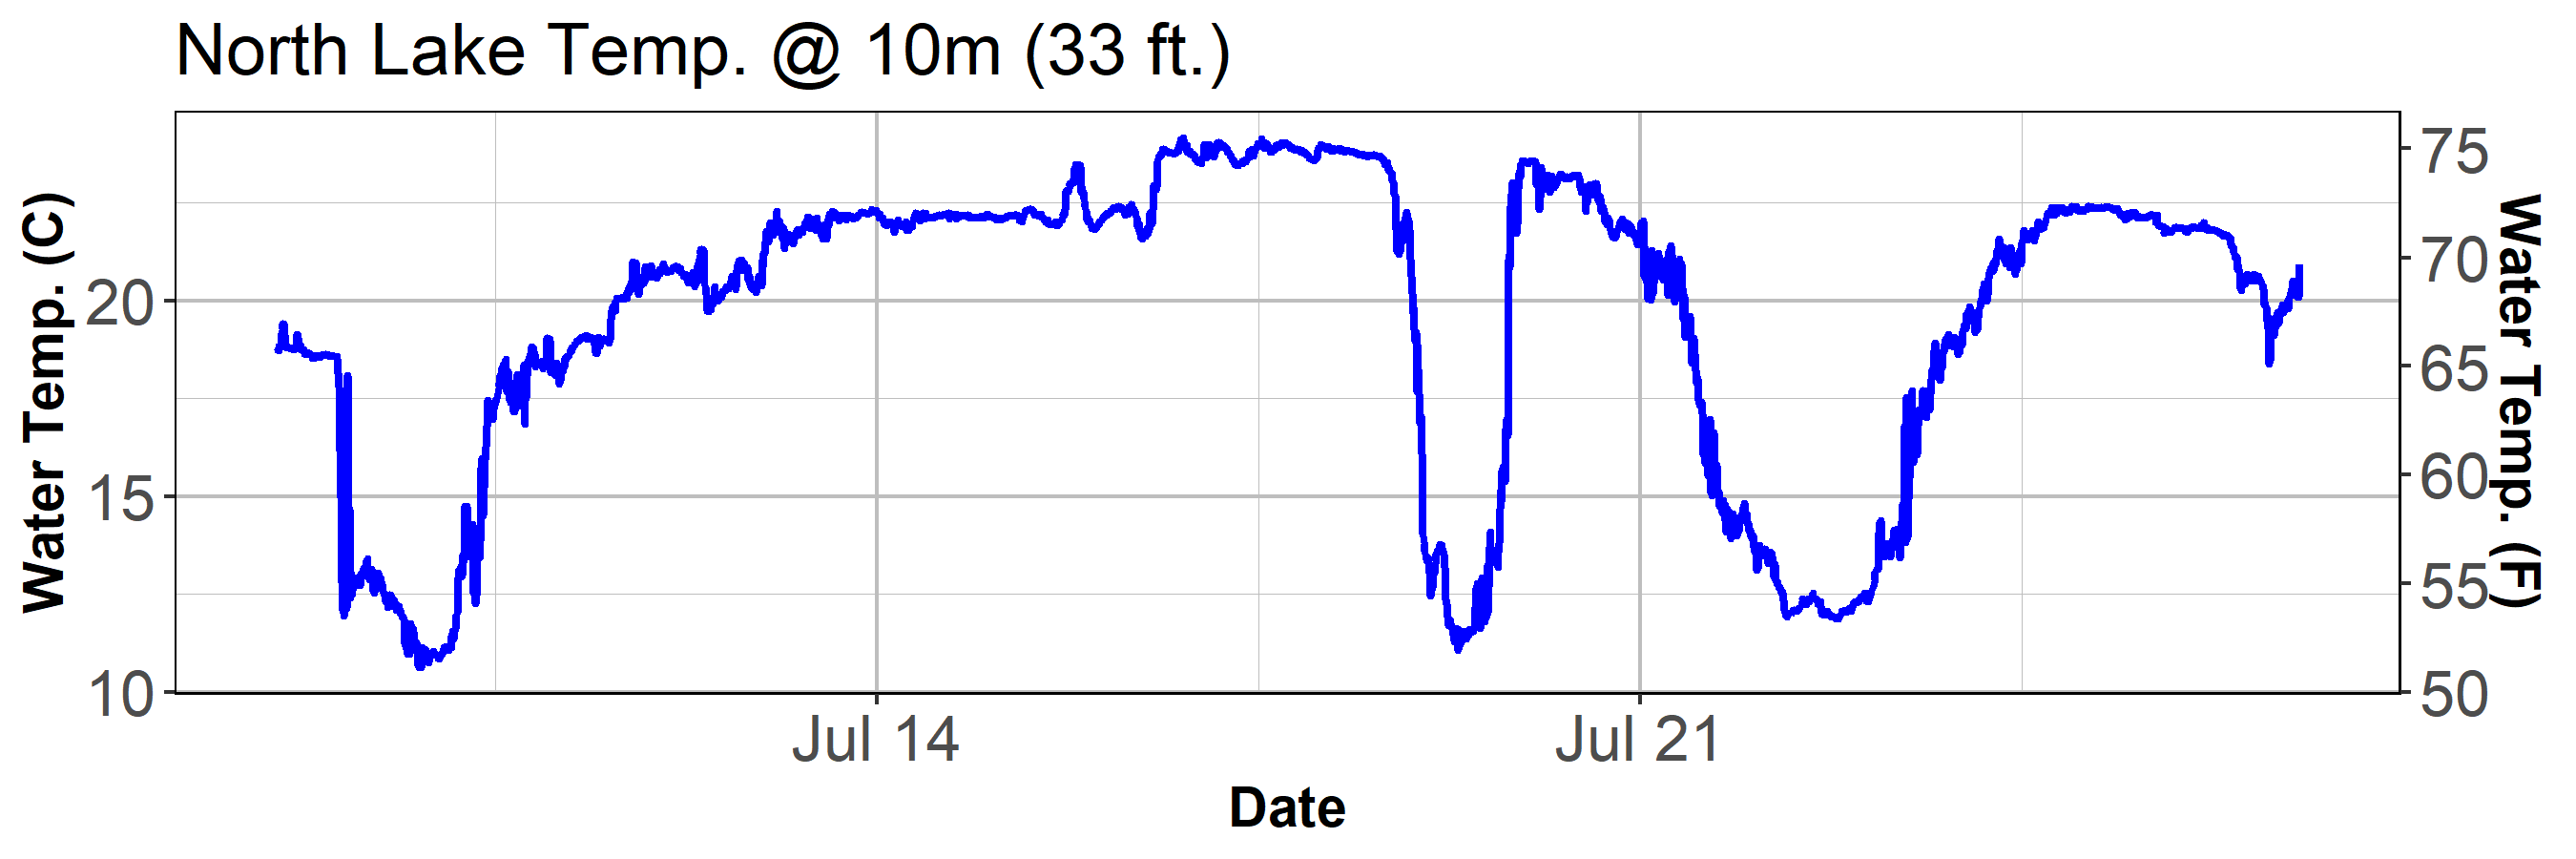 North Lake Temp. @ 10m (33 ft.)
Water Temp. (C)
20
15
10
75
70
65
60
55
50
Water Temp. (F)
Jul 14
Jul 21
Date